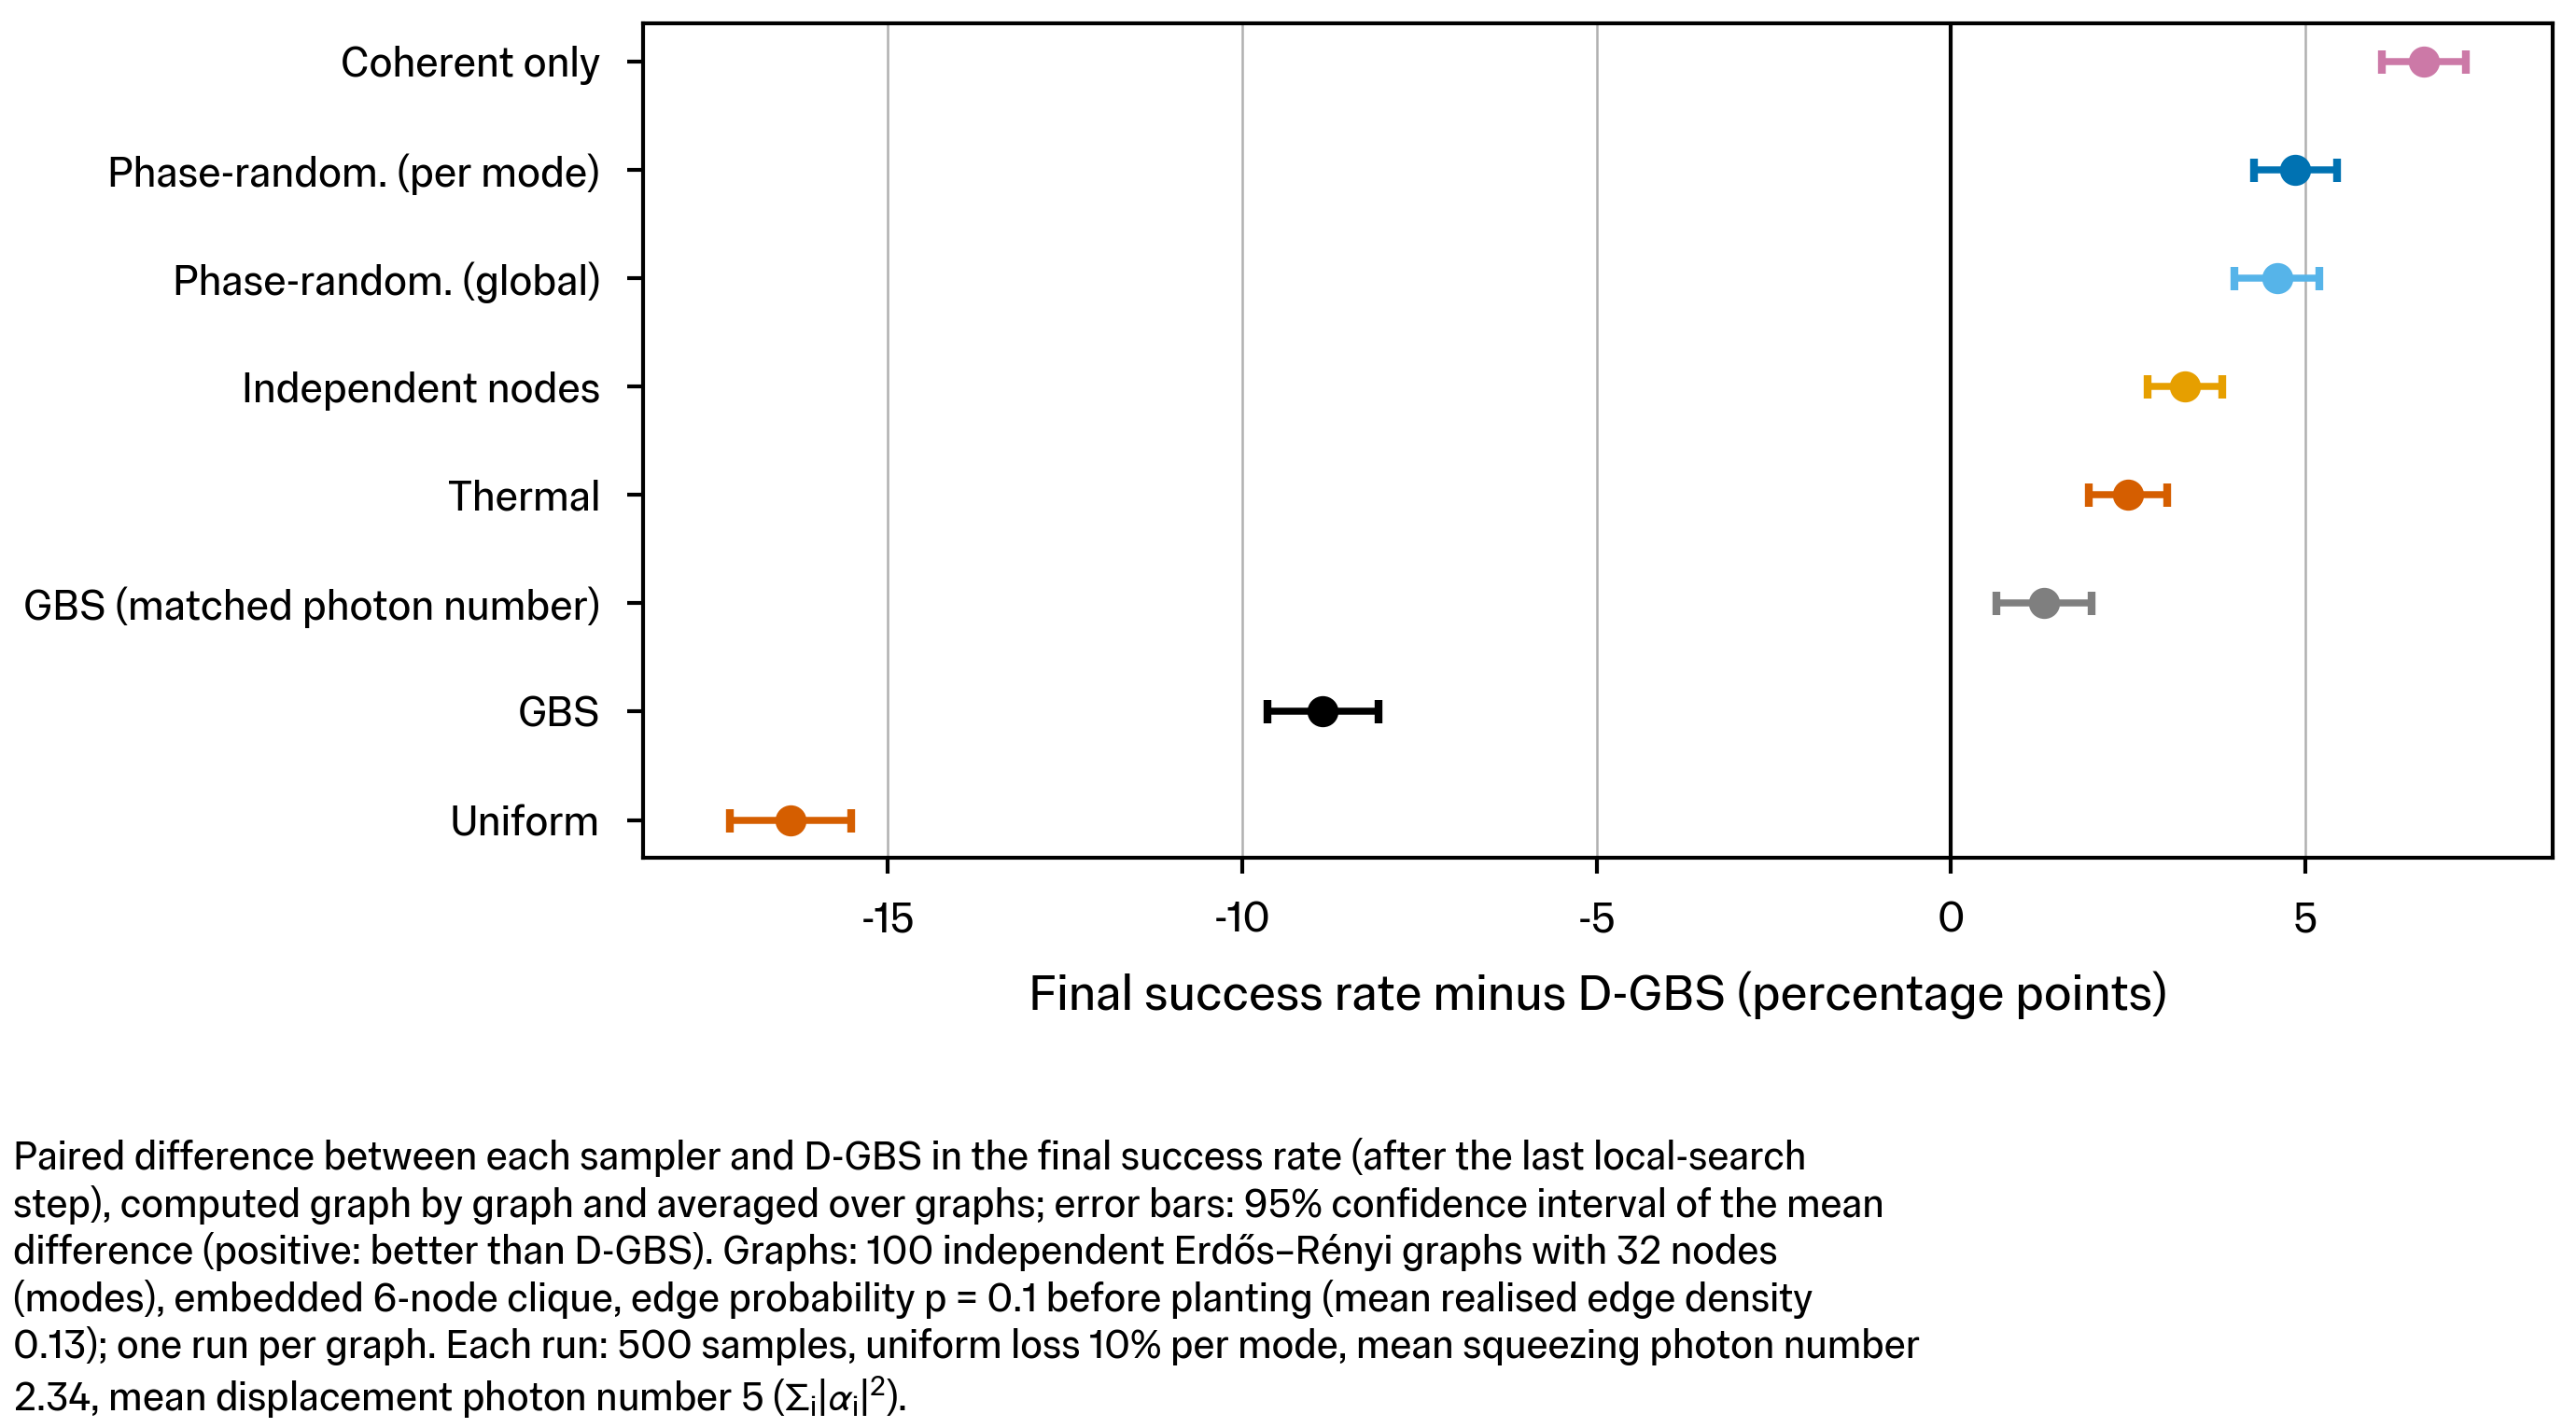 Coherent only
Phase-random. (per mode)
Phase-random. (global)
Independent nodes
Thermal
GBS (matched photon number)
GBS
Uniform
-15 -10 -5 0 5
Final success rate minus D-GBS (percentage points)
Paired difference between each sampler and D-GBS in the final success rate (after the last local-search
step), computed graph by graph and averaged over graphs; error bars: 95% confidence interval of the mean
difference (positive: better than D-GBS). Graphs: 100 independent Erdős–Rényi graphs with 32 nodes
(modes), embedded 6-node clique, edge probability p = 0.1 before planting (mean realised edge density
0.13); one run per graph. Each run: 500 samples, uniform loss 10% per mode, mean squeezing photon number
2.34, mean displacement photon number 5 (Σᵢ|αᵢ|²).